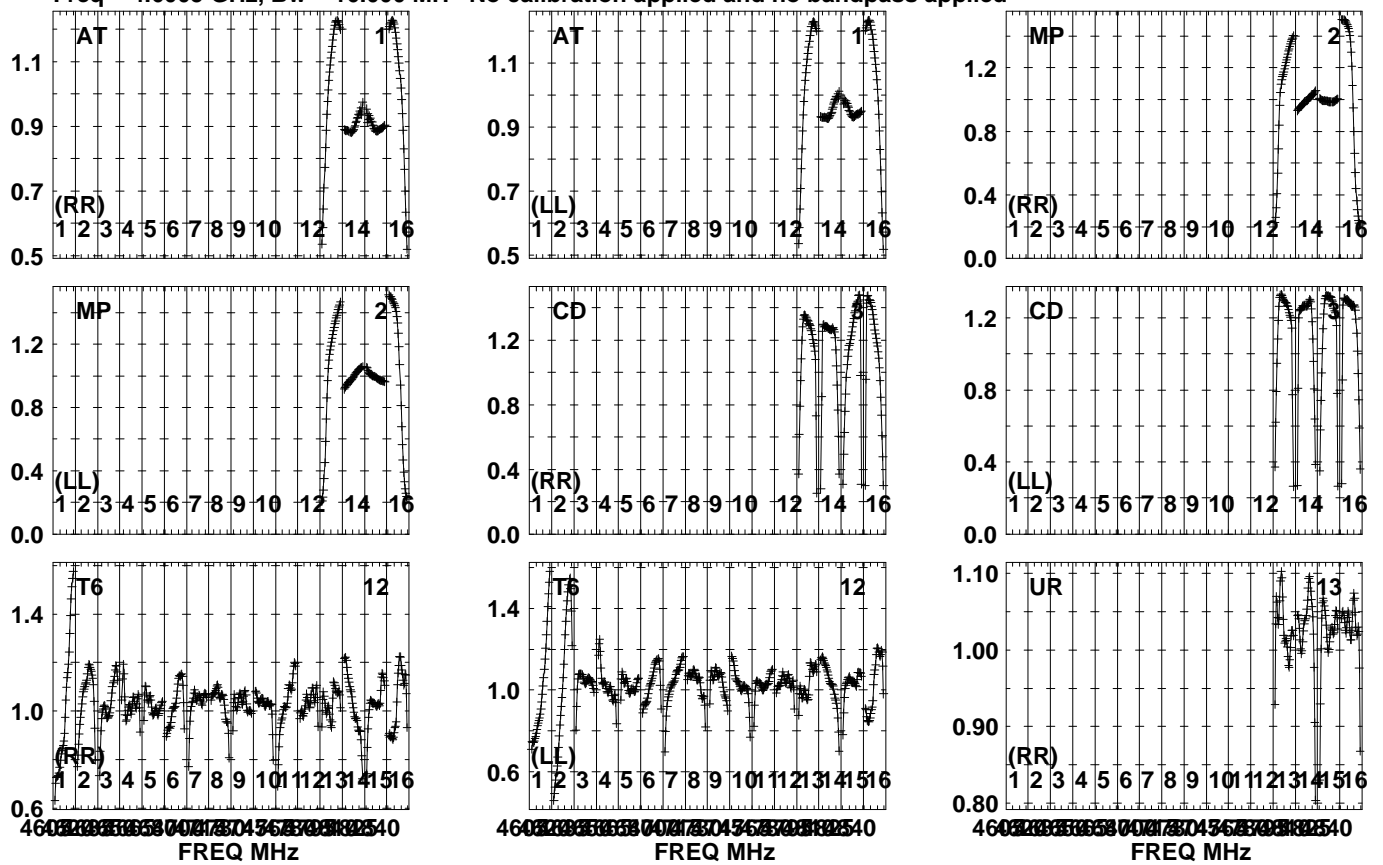 No calibration applied and no bandpass applied
AT 1
1.1
0.9
0.7
0.5
(RR)
1 2 3 4 5 6 7 8 9 10 12 14 16
AT 1
1.1
0.9
0.7
0.5
(LL)
1 2 3 4 5 6 7 8 9 10 12 14 16
MP 2
1.2
0.8
0.4
0.0
(RR)
1 2 3 4 5 6 7 8 9 10 12 14 16
MP 2
1.2
0.8
0.4
0.0
(LL)
1 2 3 4 5 6 7 8 9 10 12 14 16
CD 3
1.2
0.8
0.4
0.0
(RR)
1 2 3 4 5 6 7 8 9 10 12 14 16
CD 3
1.2
0.8
0.4
0.0
(LL)
1 2 3 4 5 6 7 8 9 10 12 14 16
T6 12
1.4
1.0
0.6
(RR)
1 2 3 4 5 6 7 8 9 10 11 12 13 14 15 16
T6 12
1.4
1.0
0.6
(LL)
1 2 3 4 5 6 7 8 9 10 11 12 13 14 15 16
UR 13
1.10
1.00
0.90
0.80
(RR)
1 2 3 4 5 6 7 8 9 10 11 12 13 14 15 16
FREQ MHz
FREQ MHz
FREQ MHz